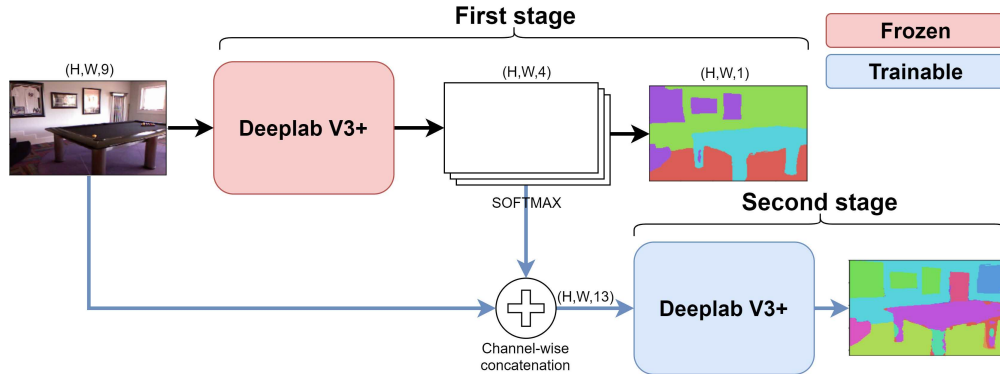 First stage
Frozen
Trainable
(H,W,9)
(H,W,4)
(H,W,1)
Deeplab V3+
SOFTMAX
Second stage
(H,W,13)
Deeplab V3+
Channel-wise
concatenation